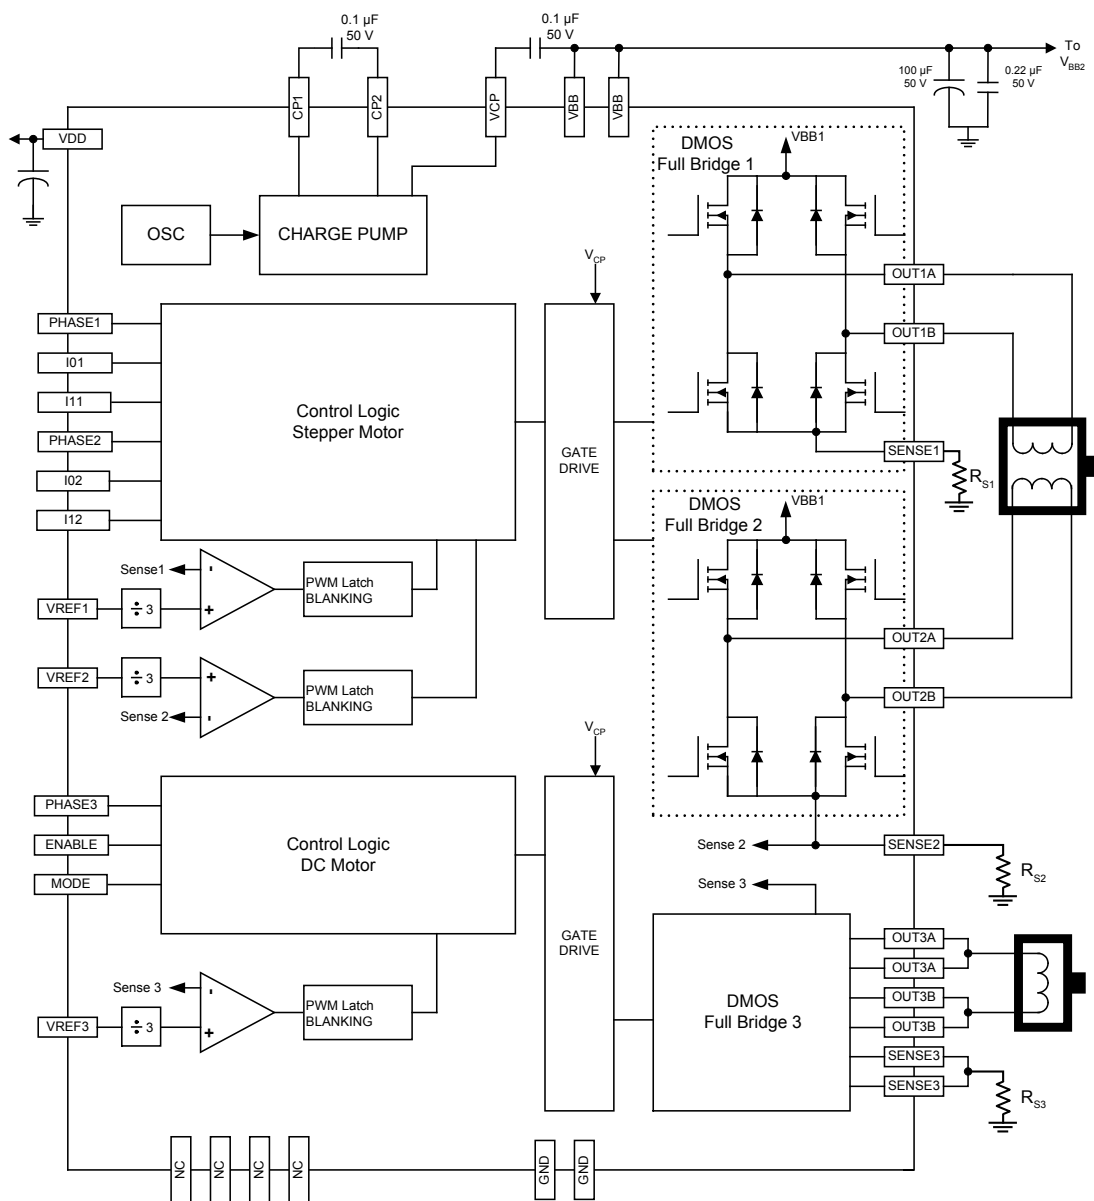 0.1 µF
50 V
0.1 µF
50 V
To
VBB2
100 µF
50 V
0.22 µF
50 V
CP1
CP2
VCP
VBB
VBB
VDD
DMOS
Full Bridge 1
VBB1
OSC
CHARGE PUMP
VCP
OUT1A
PHASE1
OUT1B
I01
I11
Control Logic
Stepper Motor
PHASE2
GATE
DRIVE
SENSE1
RS1
I02
I12
DMOS
Full Bridge 2
VBB1
Sense1
-
PWM Latch
BLANKING
VREF1
÷ 3
+
OUT2A
VREF2
÷ 3
+
PWM Latch
BLANKING
OUT2B
Sense 2
-
VCP
PHASE3
ENABLE
Control Logic
DC Motor
Sense 2
SENSE2
RS2
MODE
Sense 3
GATE
DRIVE
OUT3A
OUT3A
Sense 3
-
PWM Latch
BLANKING
DMOS
Full Bridge 3
OUT3B
VREF3
÷ 3
+
OUT3B
SENSE3
SENSE3
RS3
NC
NC
NC
NC
GND
GND